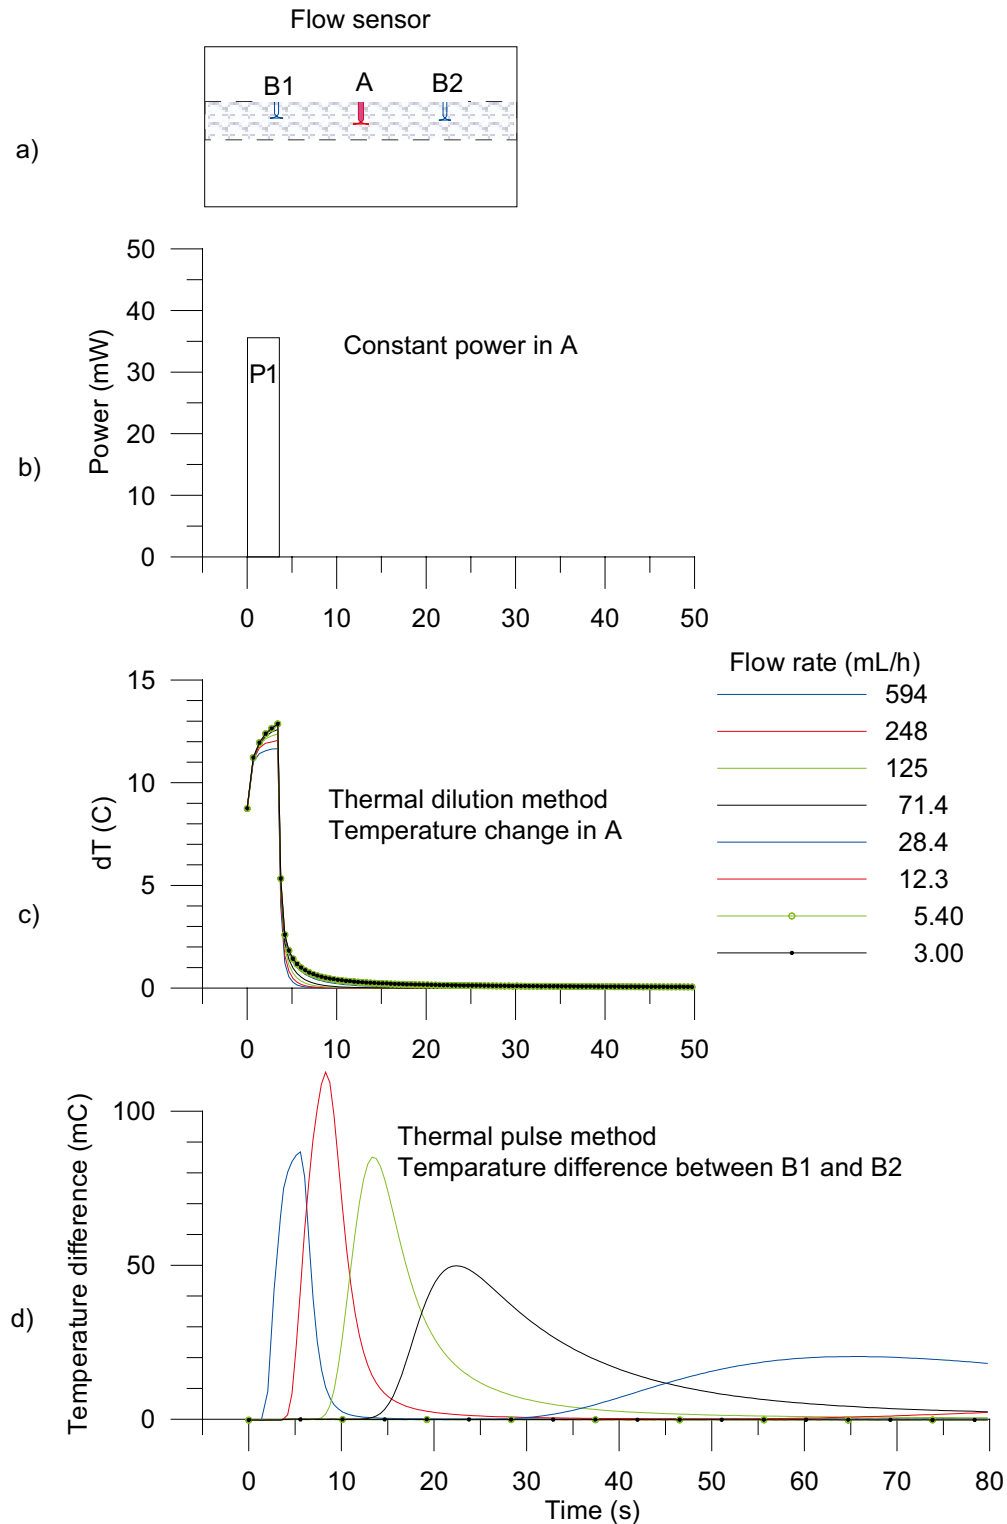 Flow sensor
B1 A B2
a)
50
40
30
20
10
0
Power (mW)
P1
Constant power in A
b)
0 10 20 30 40 50
Flow rate (mL/h)
594
248
125
71.4
28.4
12.3
5.40
3.00
15
10
5
0
dT (C)
Thermal dilution method
Temperature change in A
c)
0 10 20 30 40 50
100
50
0
Temperature difference (mC)
Thermal pulse method
Temparature difference between B1 and B2
d)
0 10 20 30 40 50 60 70 80
Time (s)